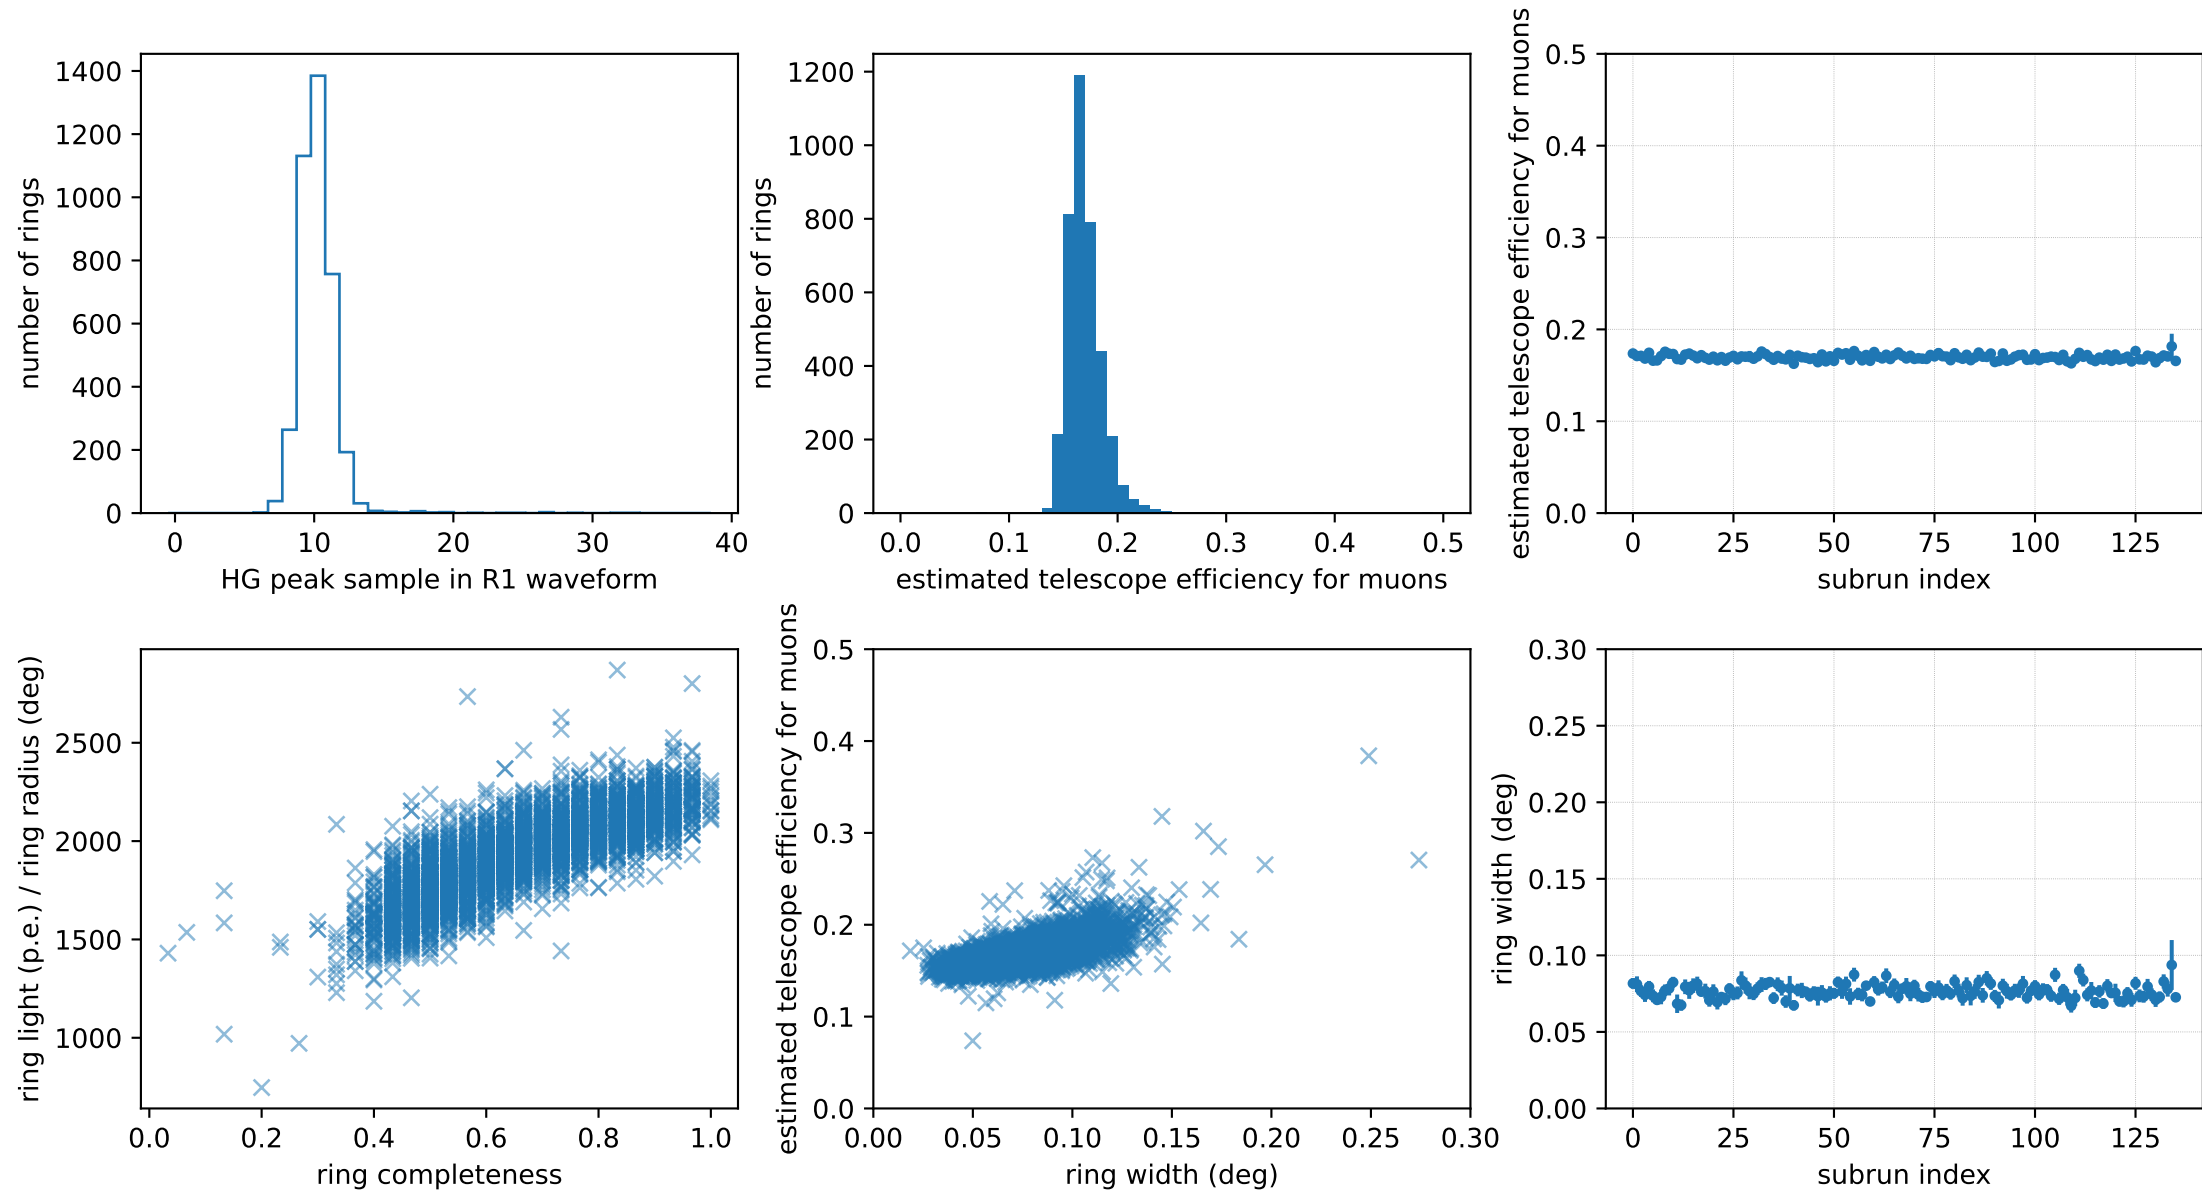 number of rings
1400
1200
1000
800
600
400
200
0
0 10 20 30 40
HG peak sample in R1 waveform
number of rings
1200
1000
800
600
400
200
0
0.0 0.1 0.2 0.3 0.4 0.5
estimated telescope efficiency for muons
estimated telescope efficiency for muons
0.5
0.4
0.3
0.2
0.1
0.0
0 25 50 75 100 125
subrun index
ring light (p.e.) / ring radius (deg)
2500
2000
1500
1000
0.0 0.2 0.4 0.6 0.8 1.0
ring completeness
estimated telescope efficiency for muons
0.5
0.4
0.3
0.2
0.1
0.0
0.00 0.05 0.10 0.15 0.20 0.25 0.30
ring width (deg)
ring width (deg)
0.30
0.25
0.20
0.15
0.10
0.05
0.00
0 25 50 75 100 125
subrun index